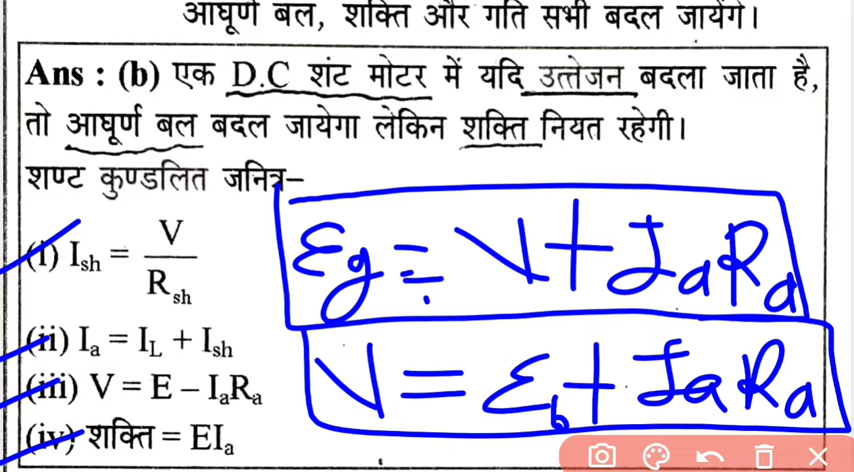 आघूर्ण बल, शक्ति और गति सभी बदल जायेंगे।
Ans : (b) एक D.C शंट मोटर में यदि उत्तेजन बदला जाता है,
तो आघूर्ण बल बदल जायेगा लेकिन शक्ति नियत रहेगी।
शण्ट कुण्डलित जनित्र–
(i) I_sh = V / R_sh
(ii) I_a = I_L + I_sh
(iii) V = E – I_aR_a
(iv) शक्ति = EI_a
Eg = V + IaRa
V = Eb + IaRa